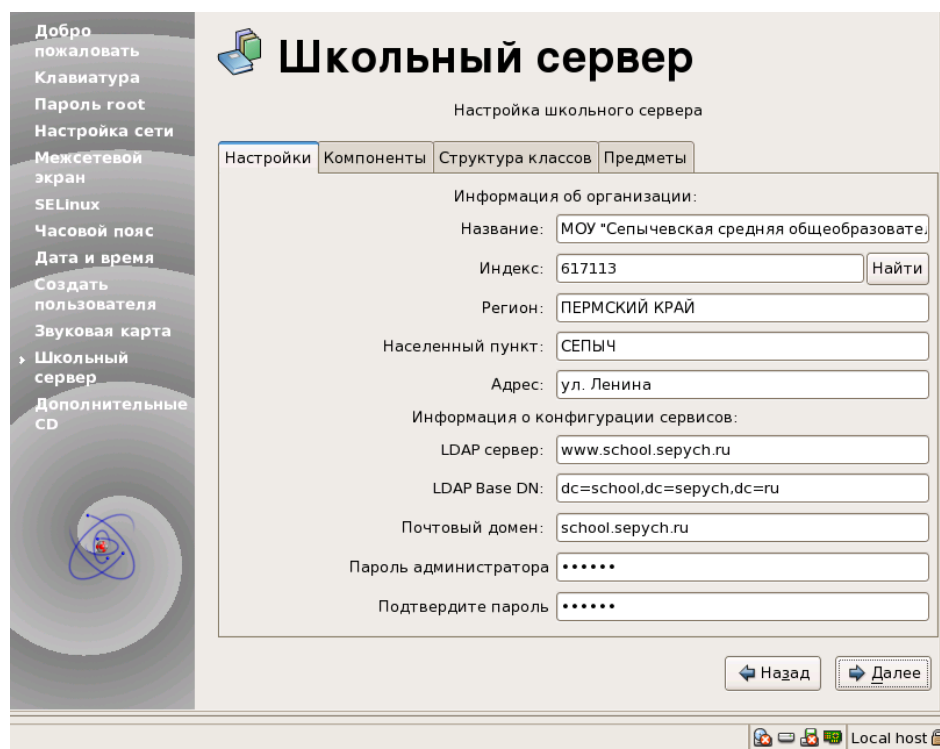 Добро
пожаловать
Клавиатура
Пароль root
Настройка сети
Межсетевой
экран
SELinux
Часовой пояс
Дата и время
Создать
пользователя
Звуковая карта
Школьный
сервер
Дополнительные
CD
Школьный сервер
Настройка школьного сервера
Настройки Компоненты Структура классов Предметы
Информация об организации:
Название: МОУ "Сепычевская средняя общеобразовате
Индекс: 617113 Найти
Регион: ПЕРМСКИЙ КРАЙ
Населенный пункт: СЕПЫЧ
Адрес: ул. Ленина
Информация о конфигурации сервисов:
LDAP сервер: www.school.sepych.ru
LDAP Base DN: dc=school,dc=sepych,dc=ru
Почтовый домен: school.sepych.ru
Пароль администратора ••••••
Подтвердите пароль ••••••
Назад Далее
Local host